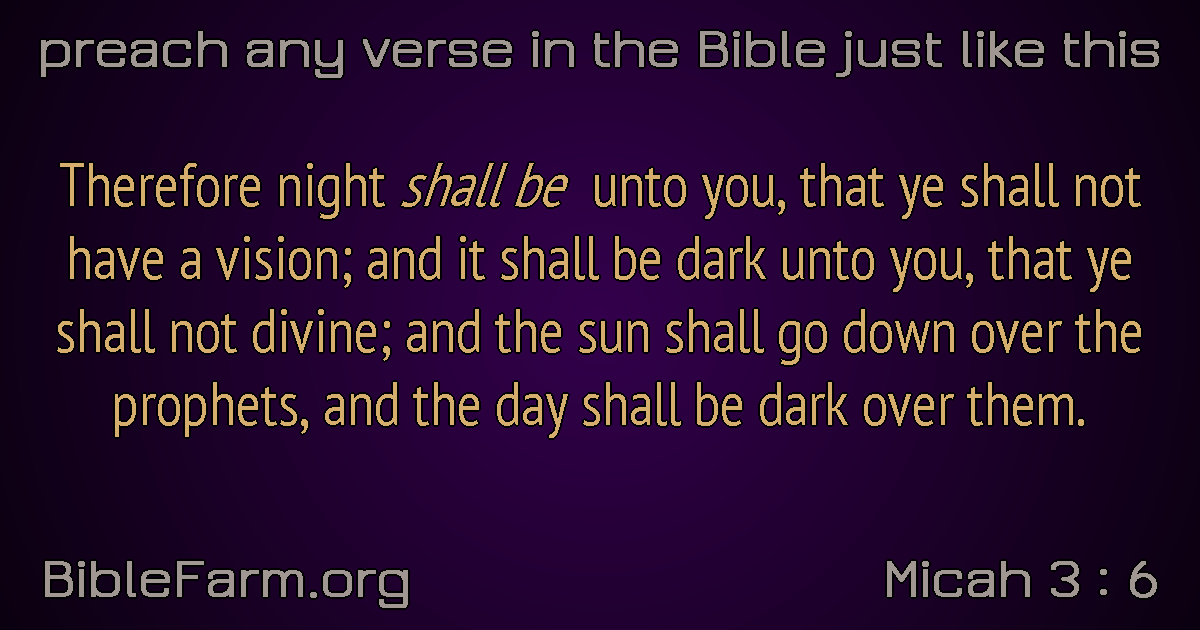 preach any verse in the Bible just like this
Therefore night shall be unto you, that ye shall not
have a vision; and it shall be dark unto you, that ye
shall not divine; and the sun shall go down over the
prophets, and the day shall be dark over them.
BibleFarm.org
Micah 3 : 6